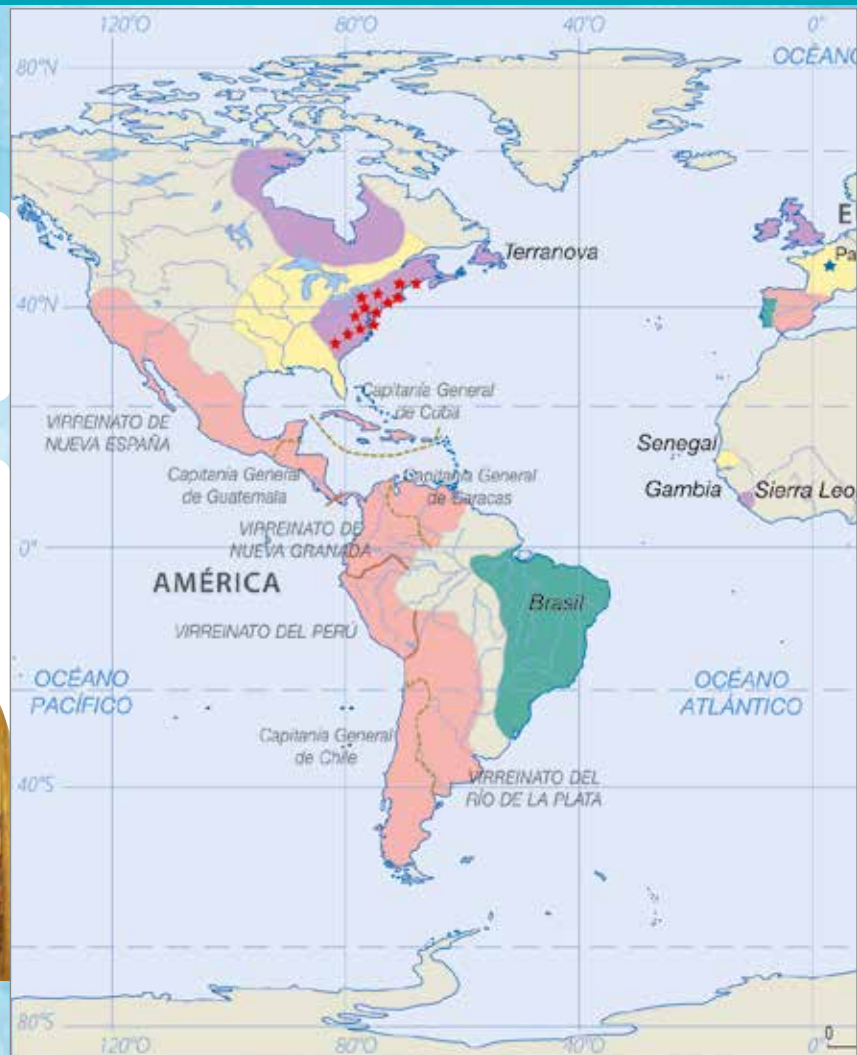 120°O
80°O
40°O
0°
OCÉANO
80°N
Terranova
E
Pa
40°N
Capitanía General
de Cuba
VIRREINATO DE
NUEVA ESPAÑA
Senegal
Capitanía General
de Guatemala
Capitanía General
de Caracas
Gambia
Sierra Leo
VIRREINATO DE
NUEVA GRANADA
0°
AMÉRICA
Brasil
VIRREINATO DEL PERÚ
OCÉANO
PACÍFICO
OCÉANO
ATLÁNTICO
Capitanía General
de Chile
VIRREINATO DEL
RÍO DE LA PLATA
40°S
80°S
120°O
80°O
40°O
0°
0